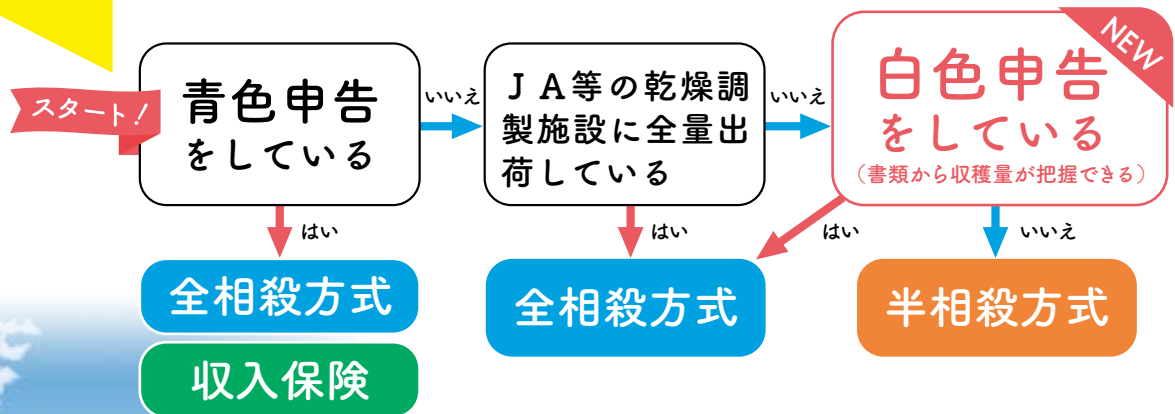 スタート!
青色申告
をしている
いいえ
JA等の乾燥調
製施設に全量出
荷している
いいえ
NEW
白色申告
をしている
(書類から収穫量が把握できる)
はい
はい
はい
いいえ
全相殺方式
収入保険
全相殺方式
半相殺方式